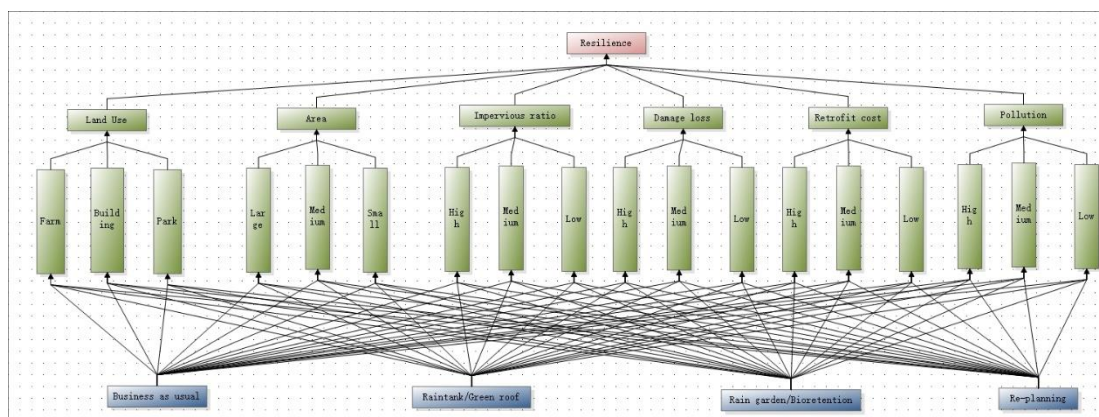 Resilience
Land Use
Area
Impervious ratio
Damage loss
Retrofit cost
Pollution
Farm
Build
ing
Park
Lar
ge
Med
ium
Sma
ll
Hig
h
Med
ium
Low
Hig
h
Med
ium
Low
Hig
h
Med
ium
Low
Hig
h
Med
ium
Low
Business as usual
Raintank/Green roof
Rain garden/Bioretention
Re-planning